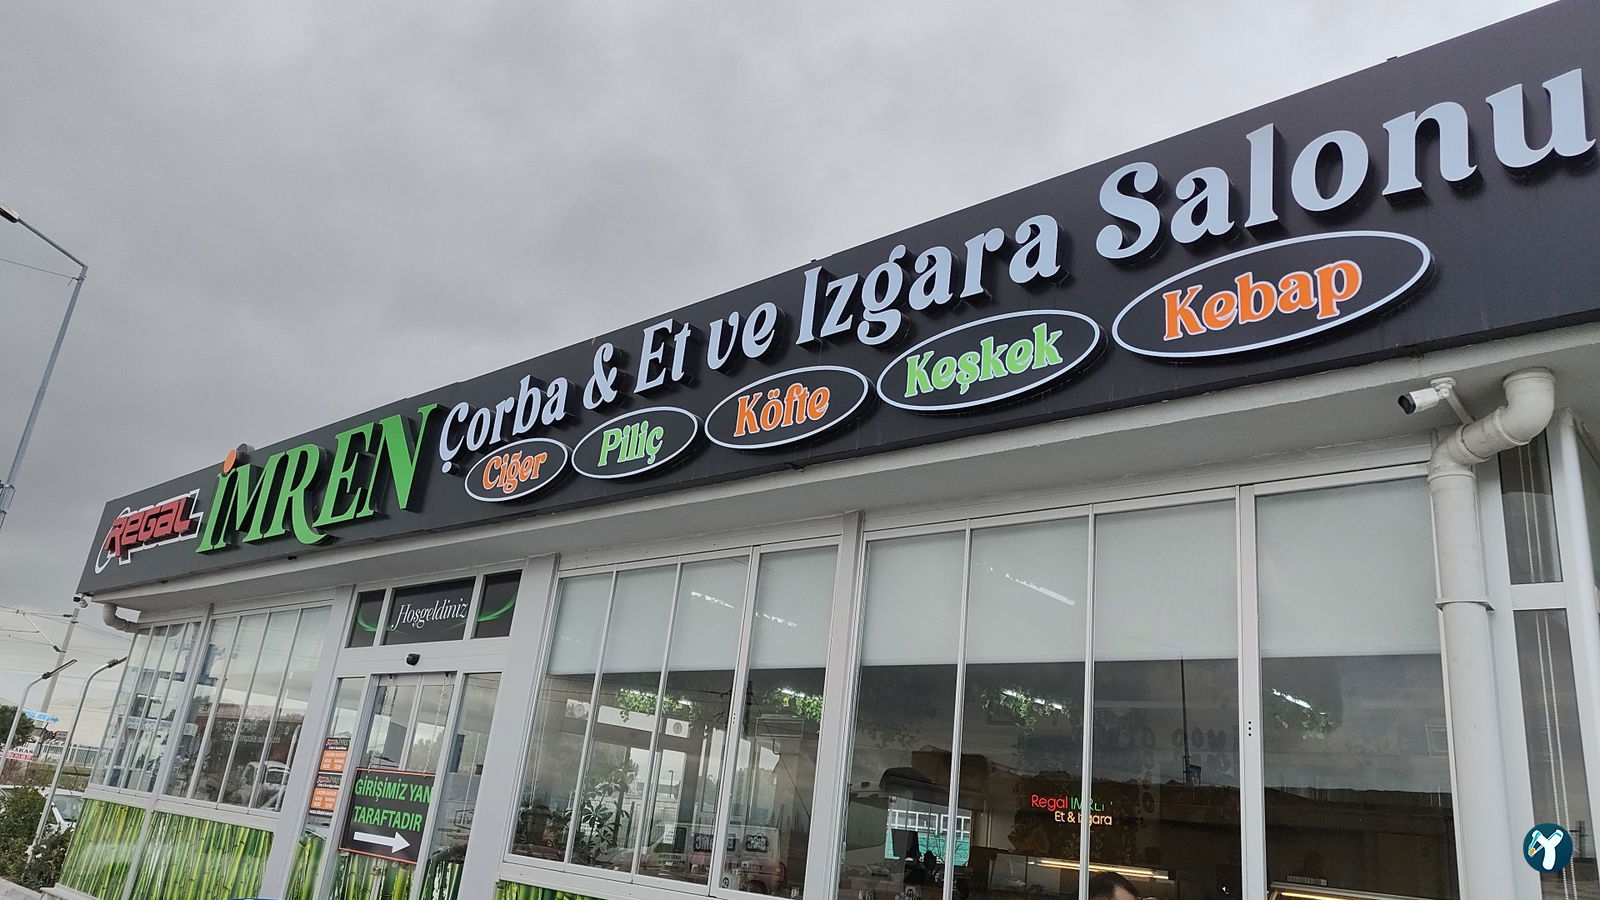 REGAL İMREN Çorba & Et ve Izgara Salonu
Ciğer Piliç Köfte Keşkek Kebap
Hoşgeldiniz
GİRİŞİMİZ YAN
TARAFTADIR
Regal İMREN
Et & Izgara